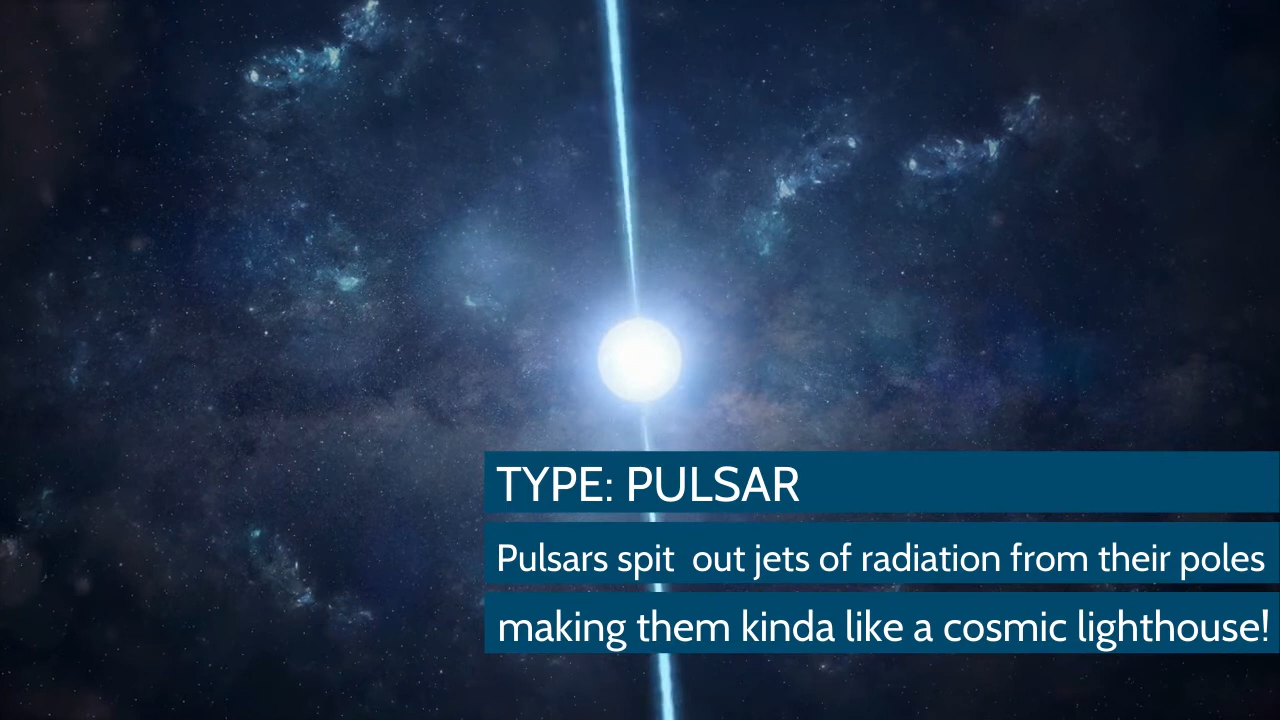 TYPE: PULSAR
Pulsars spit  out jets of radiation from their poles
making them kinda like a cosmic lighthouse!